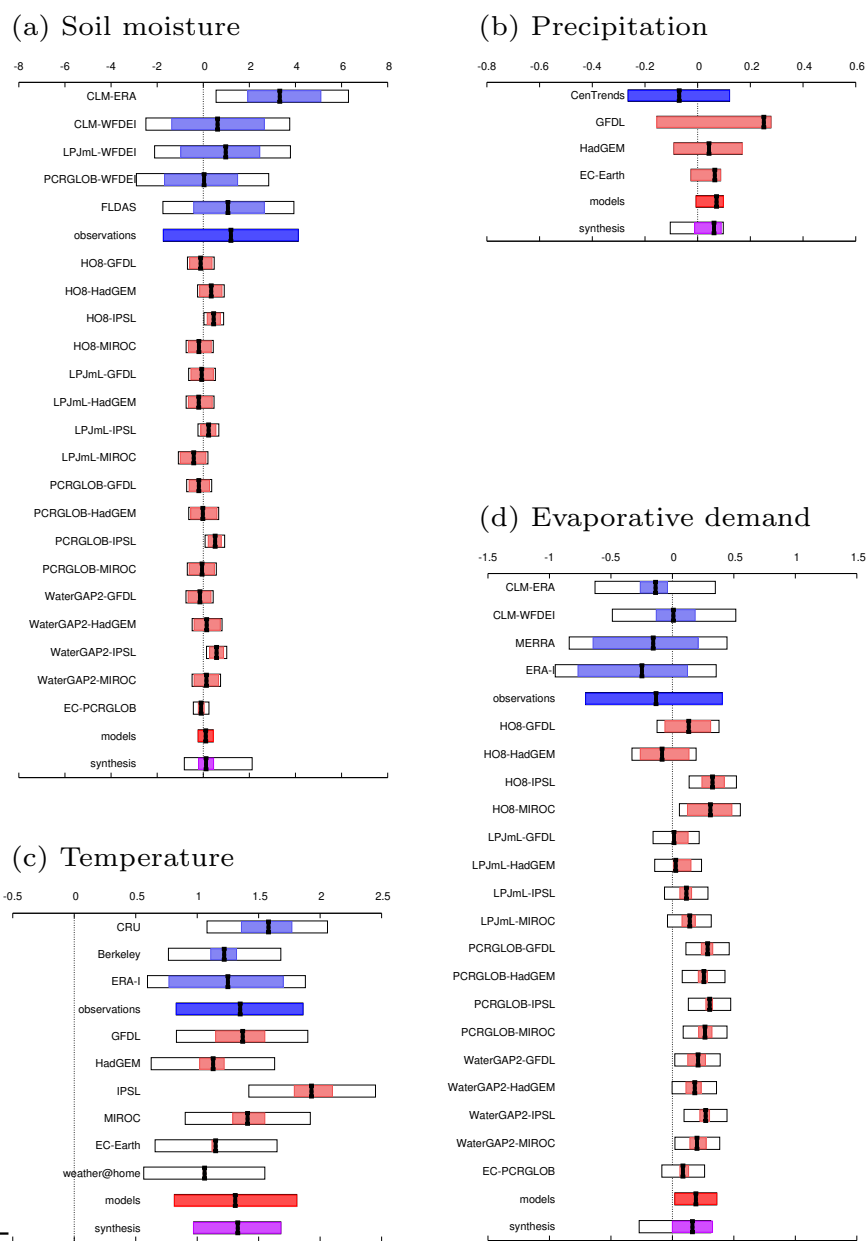 (a) Soil moisture
-8 -6 -4 -2 0 2 4 6 8
CLM-ERA
CLM-WFDEI
LPJmL-WFDEI
PCRGLOB-WFDEI
FLDAS
observations
HO8-GFDL
HO8-HadGEM
HO8-IPSL
HO8-MIROC
LPJmL-GFDL
LPJmL-HadGEM
LPJmL-IPSL
LPJmL-MIROC
PCRGLOB-GFDL
PCRGLOB-HadGEM
PCRGLOB-IPSL
PCRGLOB-MIROC
WaterGAP2-GFDL
WaterGAP2-HadGEM
WaterGAP2-IPSL
WaterGAP2-MIROC
EC-PCRGLOB
models
synthesis
(b) Precipitation
-0.8 -0.6 -0.4 -0.2 0 0.2 0.4 0.6
CenTrends
GFDL
HadGEM
EC-Earth
models
synthesis
(c) Temperature
-0.5 0 0.5 1 1.5 2 2.5
CRU
Berkeley
ERA-I
observations
GFDL
HadGEM
IPSL
MIROC
EC-Earth
weather@home
models
synthesis
(d) Evaporative demand
-1.5 -1 -0.5 0 0.5 1 1.5
CLM-ERA
CLM-WFDEI
MERRA
ERA-I
observations
HO8-GFDL
HO8-HadGEM
HO8-IPSL
HO8-MIROC
LPJmL-GFDL
LPJmL-HadGEM
LPJmL-IPSL
LPJmL-MIROC
PCRGLOB-GFDL
PCRGLOB-HadGEM
PCRGLOB-IPSL
PCRGLOB-MIROC
WaterGAP2-GFDL
WaterGAP2-HadGEM
WaterGAP2-IPSL
WaterGAP2-MIROC
EC-PCRGLOB
models
synthesis